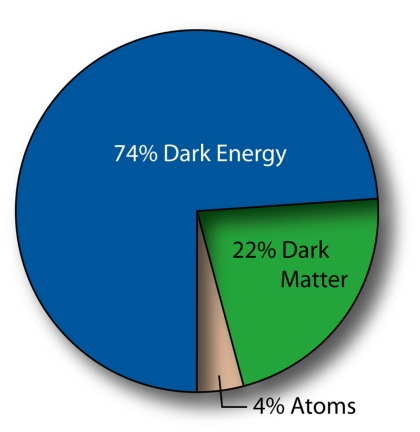 74% Dark Energy
22% Dark
Matter
4% Atoms